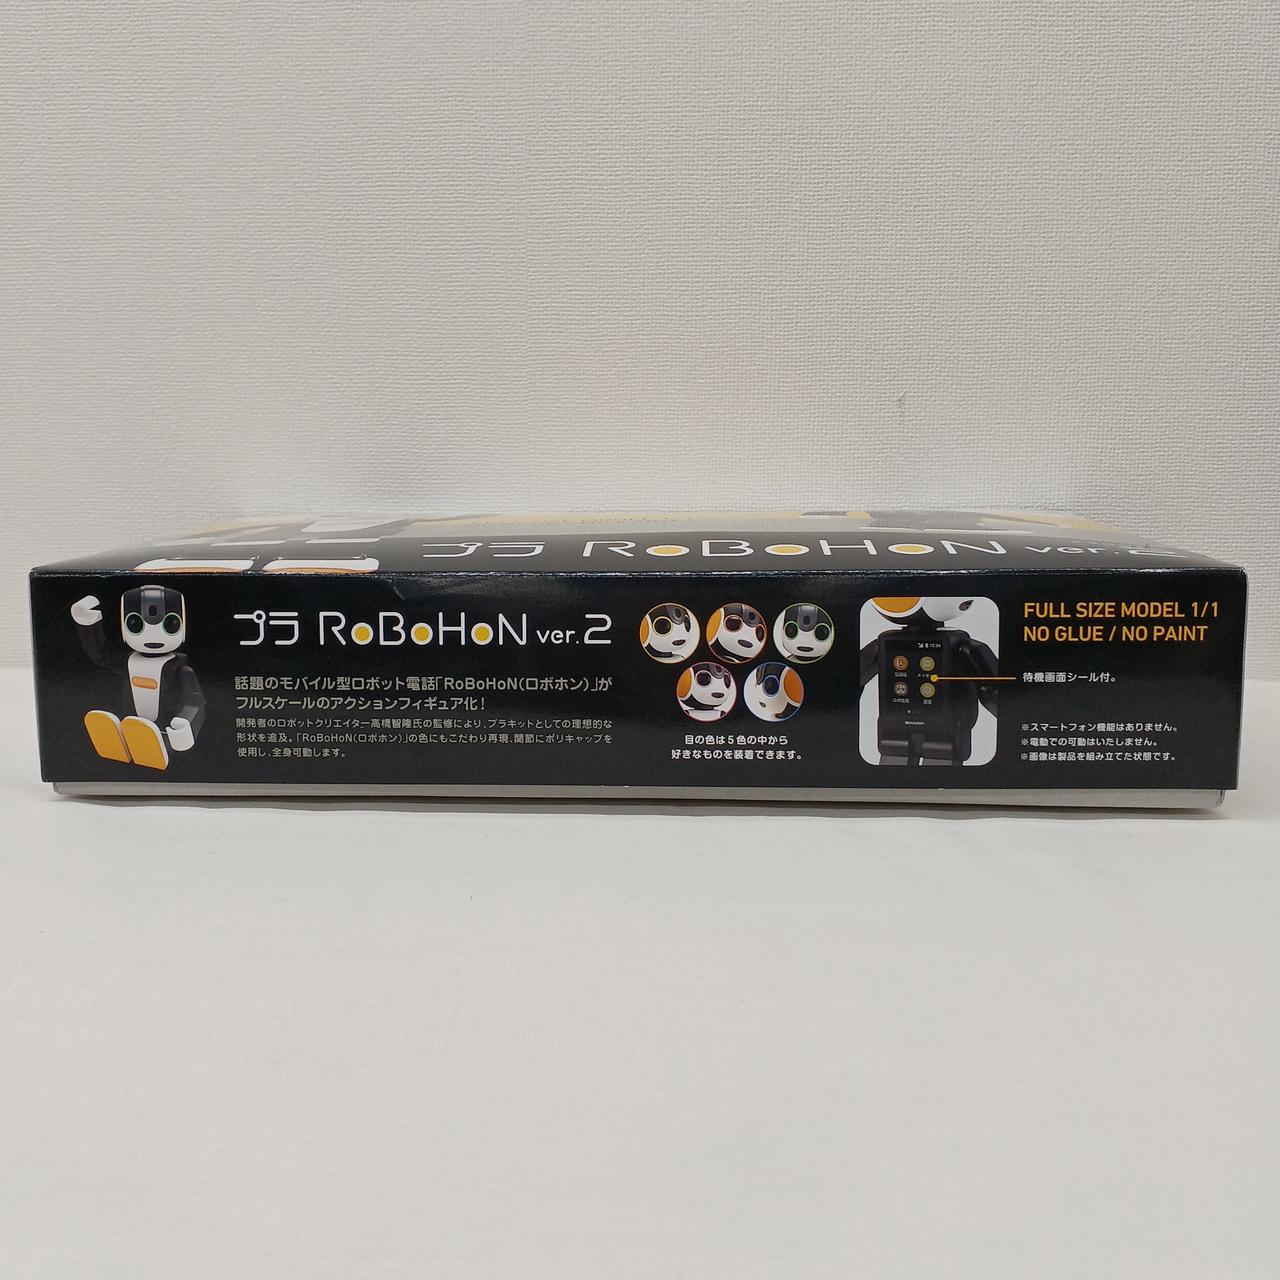 プラ RoBoHoN ver.2
プラ RoBoHoN ver.2
話題のモバイル型ロボット電話「RoBoHoN(ロボホン)」が
フルスケールのアクションフィギュア化!
開発者のロボットクリエイター高橋智隆氏の監修により、プラキットとしての理想的な
形状を追及。「RoBoHoN(ロボホン)」の色にもこだわり再現、関節にポリキャップを
使用し、全身可動します。
目の色は5色の中から
好きなものを装着できます。
SHARP
FULL SIZE MODEL 1/1
NO GLUE / NO PAINT
待機画面シール付。
※スマートフォン機能はありません。
※電動での可動はいたしません。
※画像は製品を組み立てた状態です。